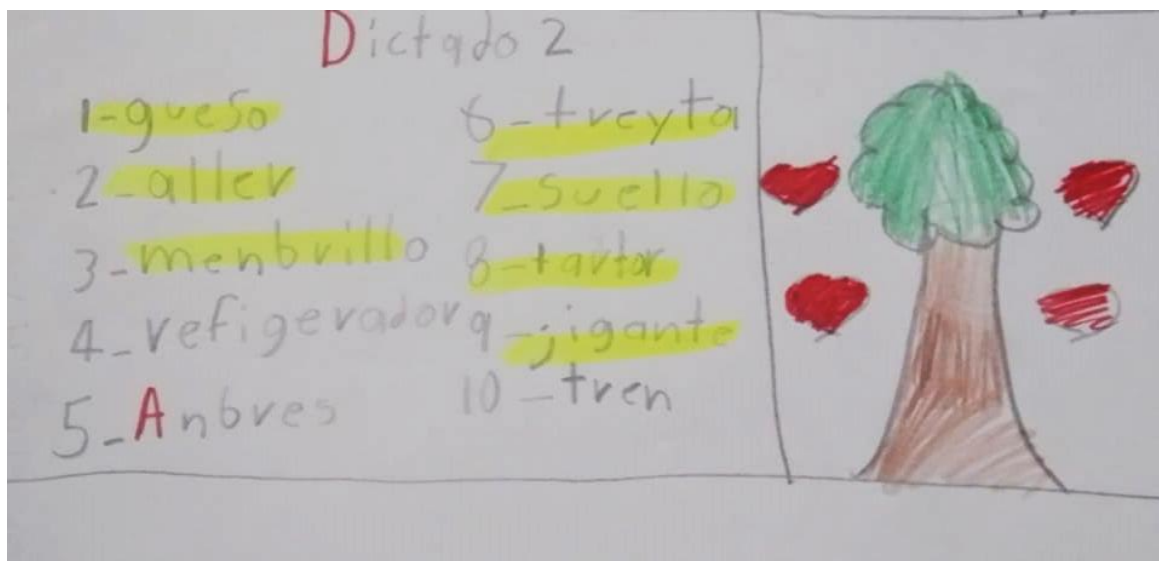 Dictado 2
1-gueso
2-aller
3-menbrillo
4-refigerador
5-Anbres
6-treyta
7-suello
8-tartor
9-jigante
10-tren